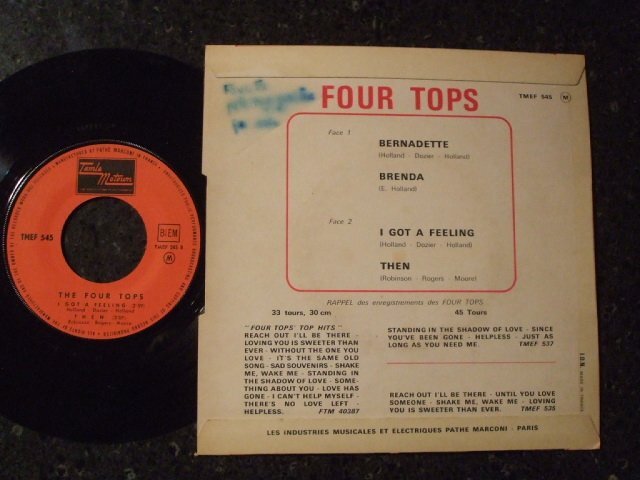 Tamla
Motown
TMEF 545
BIEM
TMEF 545 B
M
THE FOUR TOPS
I GOT A FEELING
Holland - Dozier - Holland
THEN
Robinson - Rogers - Moore
FOUR TOPS
TMEF 545 M
Face 1
BERNADETTE
(Holland - Dozier - Holland)
BRENDA
(E. Holland)
Face 2
I GOT A FEELING
(Holland - Dozier - Holland)
THEN
(Robinson - Rogers - Moore)
RAPPEL des enregistrements des FOUR TOPS
33 tours, 30 cm
"FOUR TOPS' TOP HITS"
REACH OUT I'LL BE THERE -
LOVING YOU IS SWEETER THAN
EVER - WITHOUT THE ONE YOU
LOVE - IT'S THE SAME OLD
SONG - SAD SOUVENIRS - SHAKE
ME, WAKE ME - STANDING IN
THE SHADOW OF LOVE - SOME-
THING ABOUT YOU - LOVE HAS
GONE - I CAN'T HELP MYSELF -
THERE'S NO LOVE LEFT -
HELPLESS. FTM 40387
45 Tours
STANDING IN THE SHADOW OF LOVE - SINCE
YOU'VE BEEN GONE - HELPLESS - JUST AS
LONG AS YOU NEED ME. TMEF 537
REACH OUT I'LL BE THERE - UNTIL YOU LOVE
SOMEONE - SHAKE ME, WAKE ME - LOVING
YOU IS SWEETER THAN EVER. TMEF 535
LES INDUSTRIES MUSICALES ET ÉLECTRIQUES PATHE MARCONI - PARIS